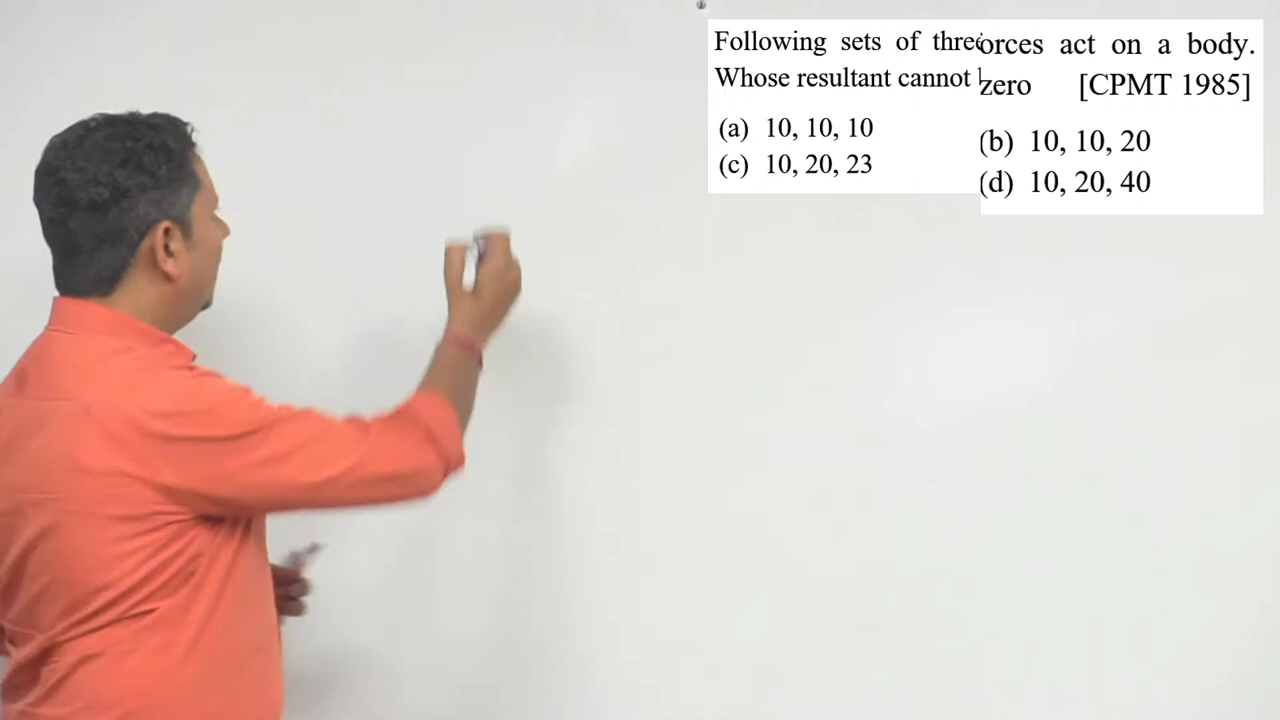 Following sets of three orces act on a body.
Whose resultant cannot zero [CPMT 1985]
(a) 10, 10, 10 (b) 10, 10, 20
(c) 10, 20, 23 (d) 10, 20, 40